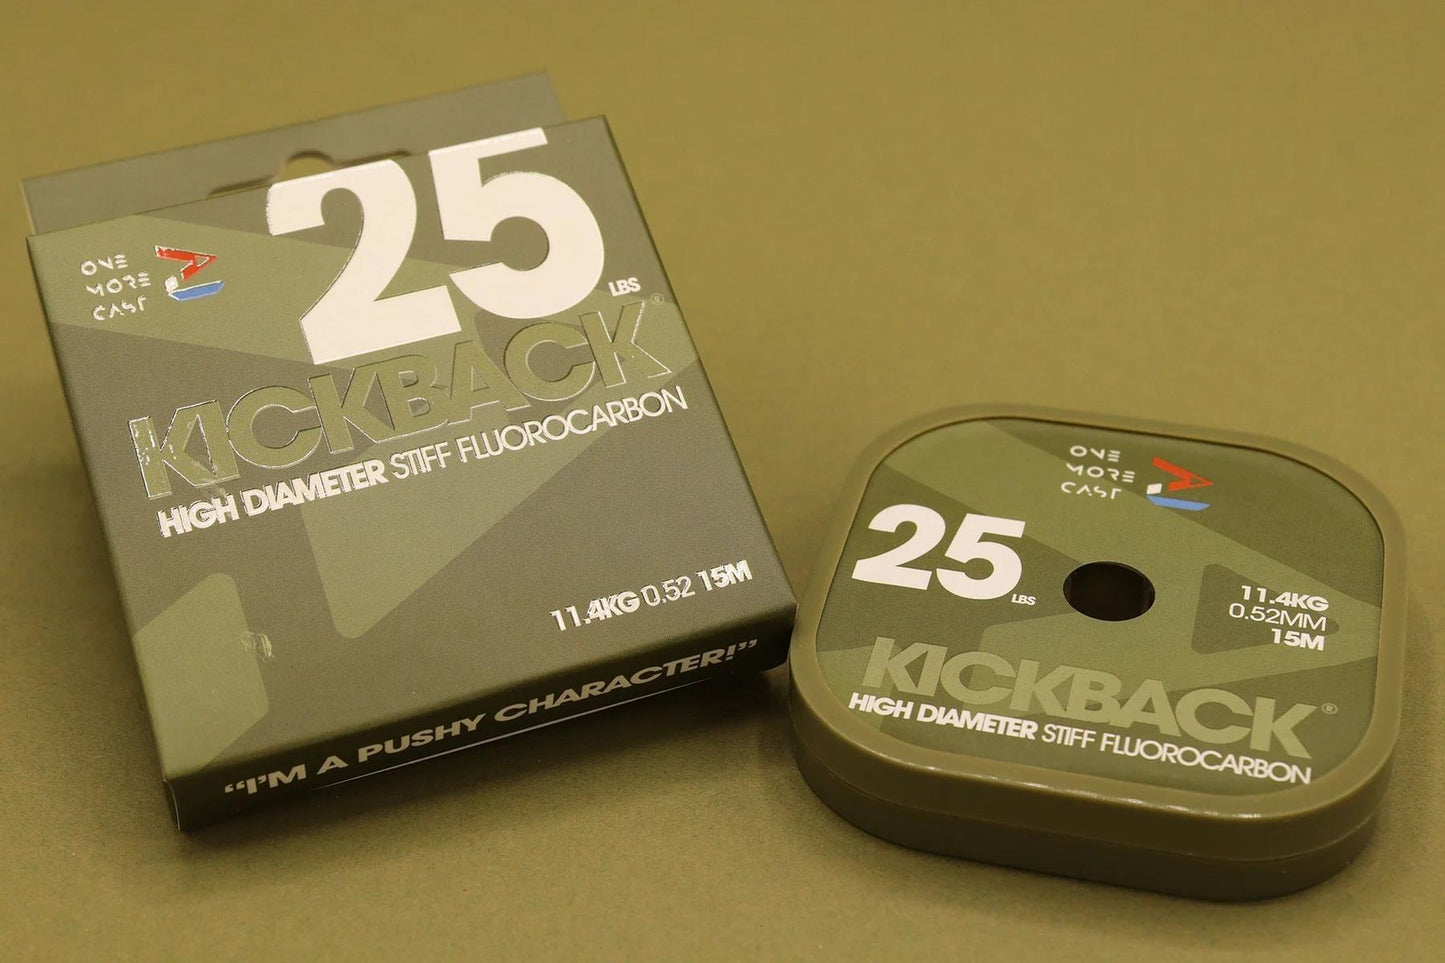 25
LBS
ONE
MORE
CAST
KICKBACK®
HIGH DIAMETER STIFF FLUOROCARBON
11.4KG 0.52 15M
“I'M A PUSHY CHARACTER!”
ONE
MORE
CAST
25
LBS
11.4KG
0.52MM
15M
KICKBACK®
HIGH DIAMETER STIFF FLUOROCARBON